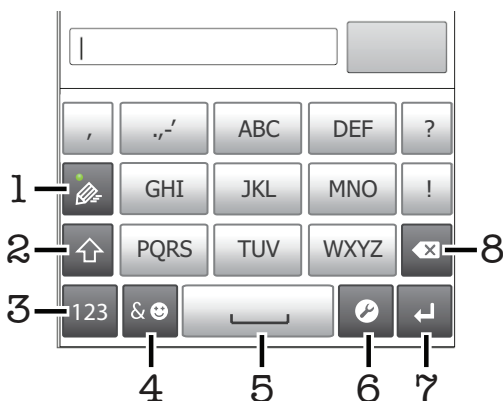 , .,-′ ABC DEF ?
1 GHI JKL MNO !
2 PQRS TUV WXYZ 8
3 123 &☻
4 5 6 7